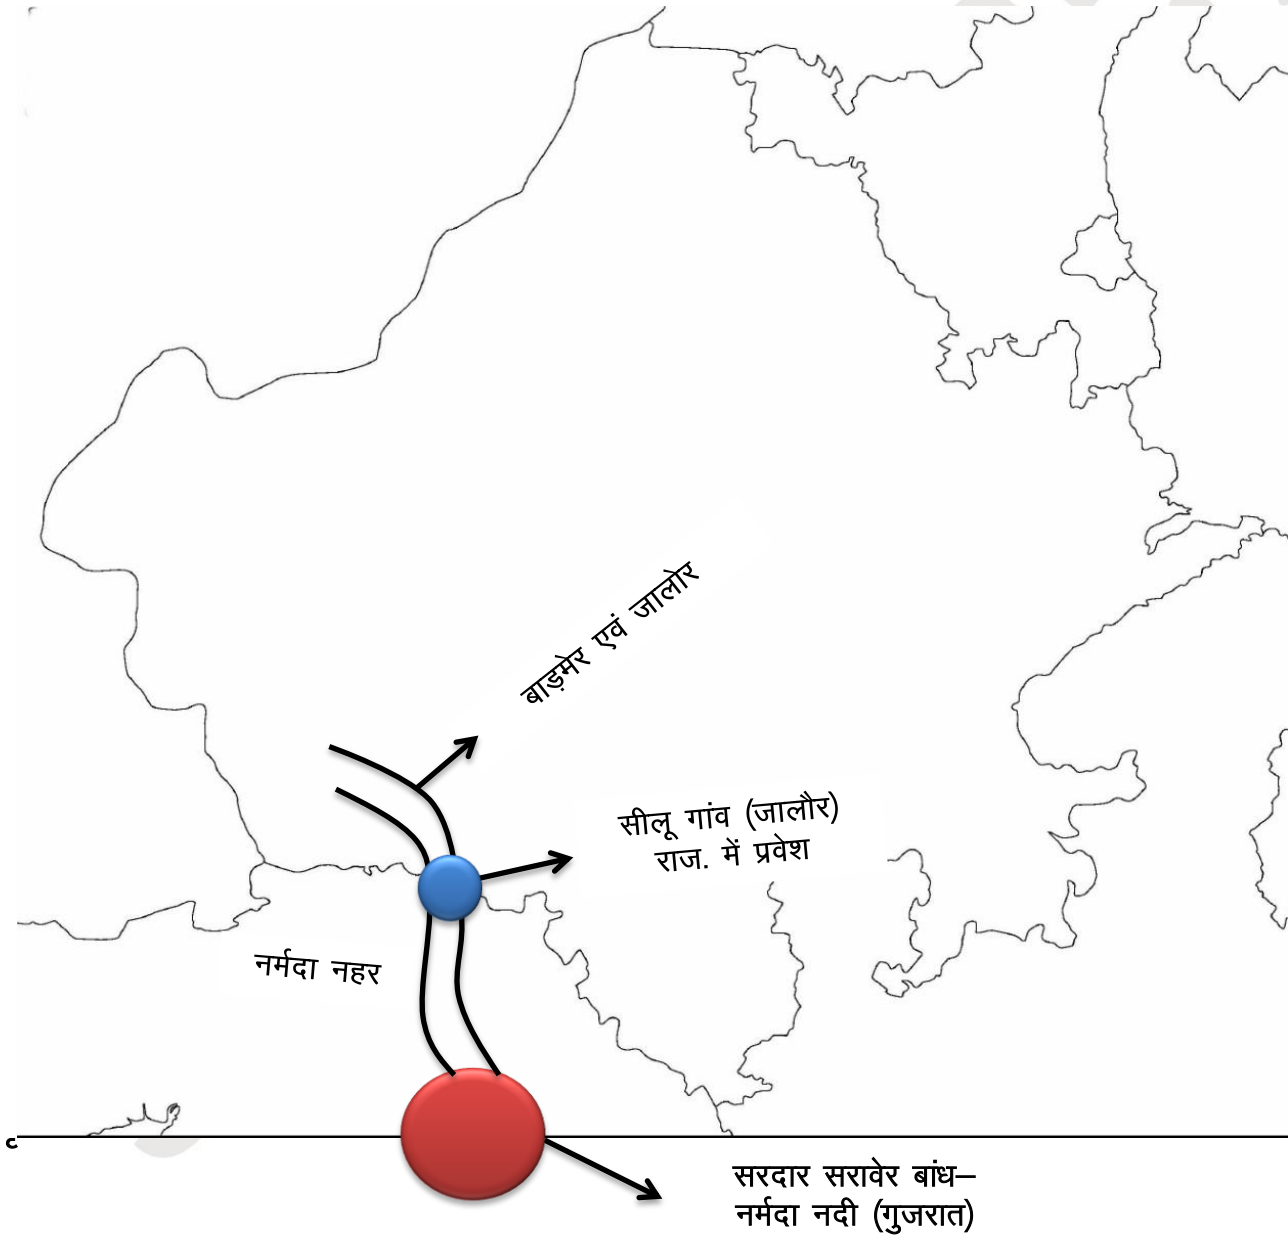 बाड़मेर एवं जालोर
सीलू गांव (जालौर)
राज. में प्रवेश
नर्मदा नहर
सरदार सरावेर बांध–
नर्मदा नदी (गुजरात)